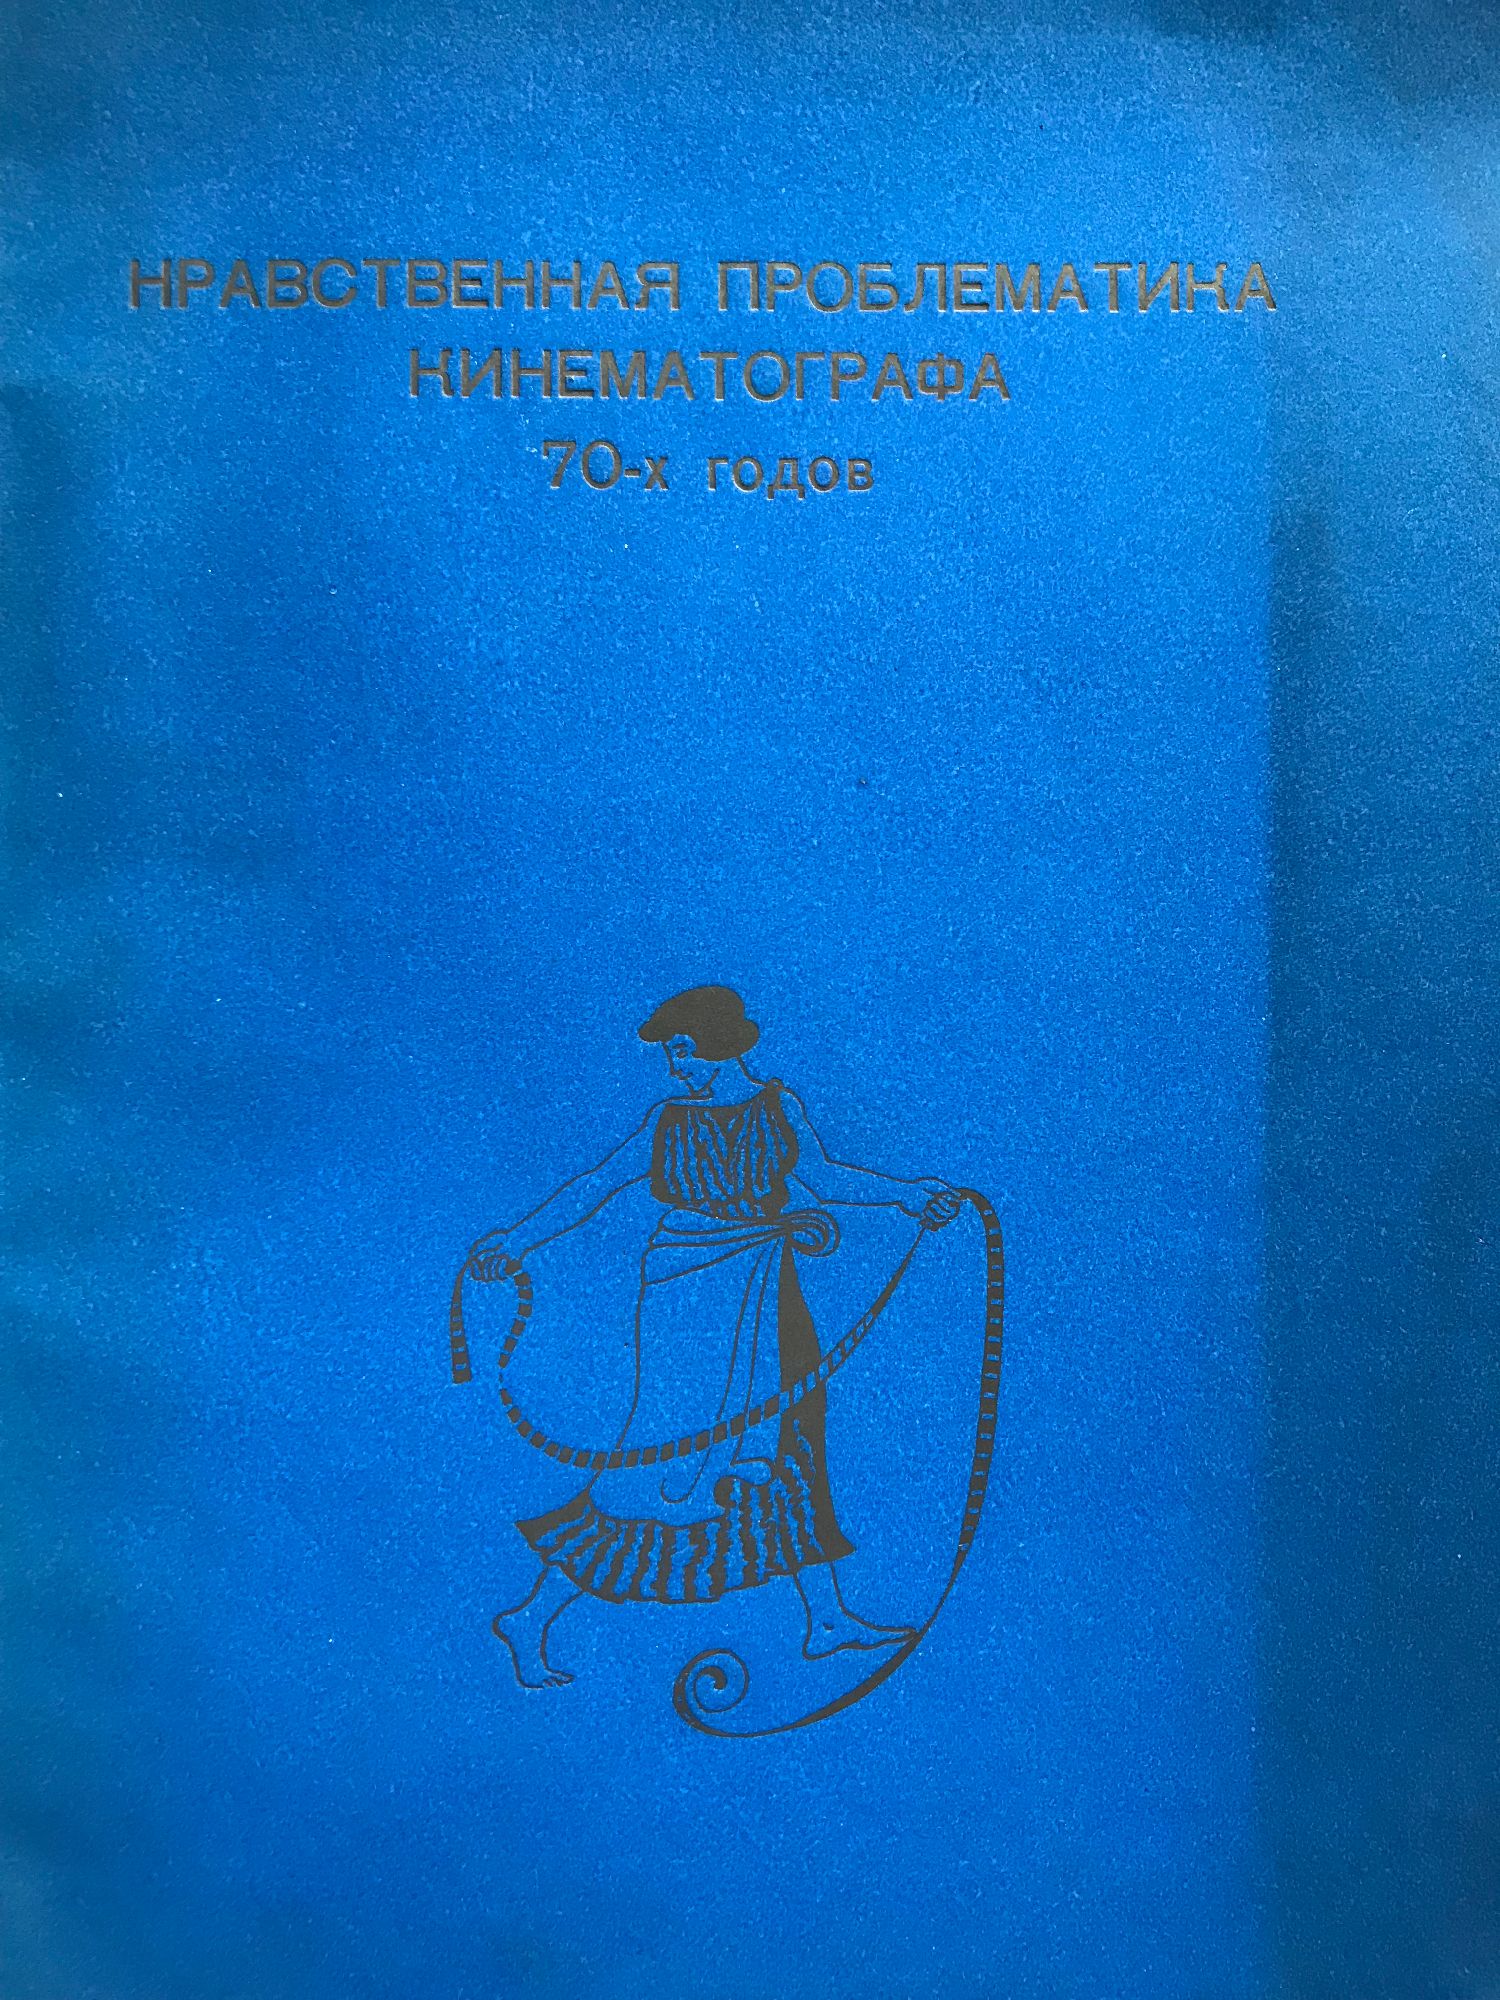 НРАВСТВЕННАЯ ПРОБЛЕМАТИКА
КИНЕМАТОГРАФА
70-х годов